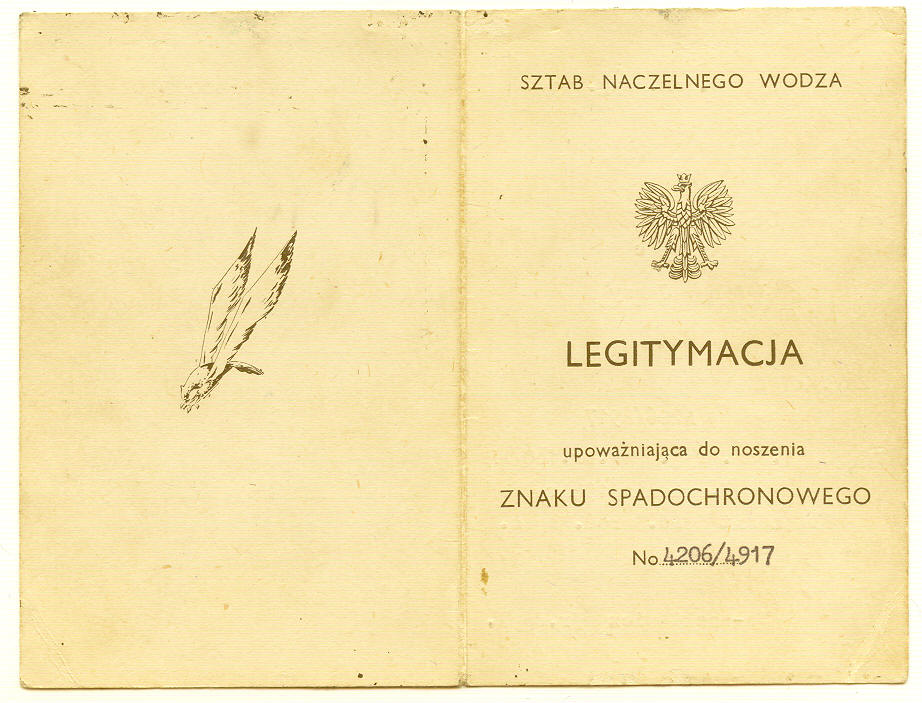 SZTAB NACZELNEGO WODZA
LEGITYMACJA
upoważniająca do noszenia
ZNAKU SPADOCHRONOWEGO
No 4206/4917